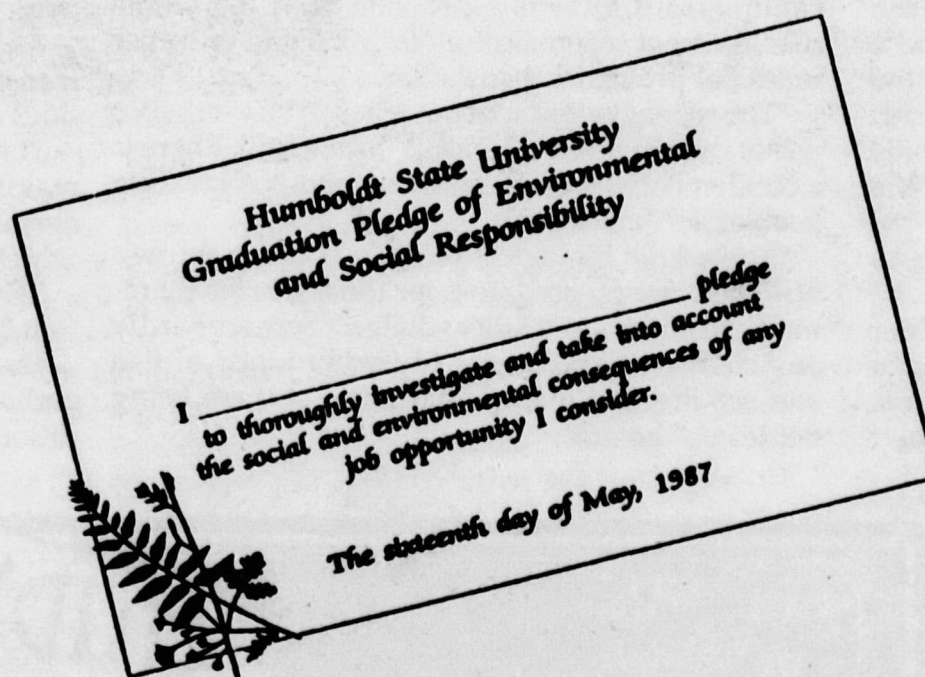 Humboldt State University
Graduation Pledge of Environmental
and Social Responsibility
I ______________________________ pledge
to thoroughly investigate and take into account
the social and environmental consequences of any
job opportunity I consider.
The sixteenth day of May, 1987